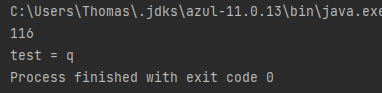 C:\Users\Thomas\.jdks\azul-11.0.13\bin\java.exe
116
test = q
Process finished with exit code 0